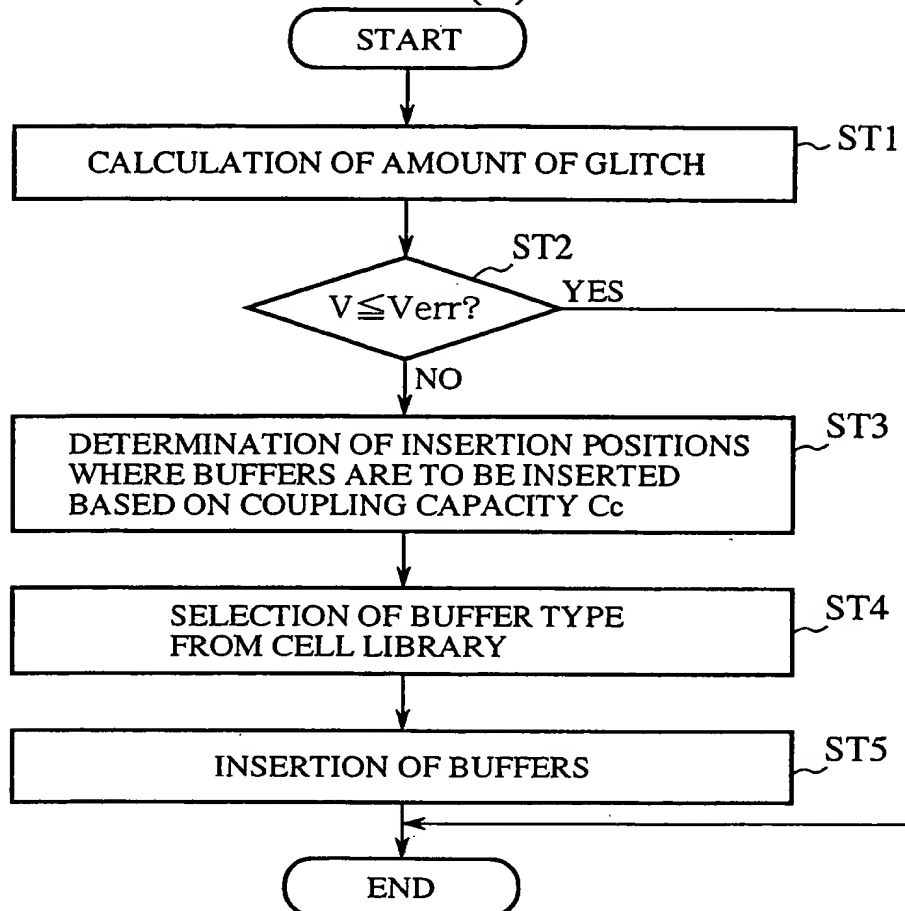 START
CALCULATION OF AMOUNT OF GLITCH
ST1
ST2
V≦Verr?
YES
NO
DETERMINATION OF INSERTION POSITIONS
WHERE BUFFERS ARE TO BE INSERTED
BASED ON COUPLING CAPACITY Cc
ST3
SELECTION OF BUFFER TYPE
FROM CELL LIBRARY
ST4
INSERTION OF BUFFERS
ST5
END